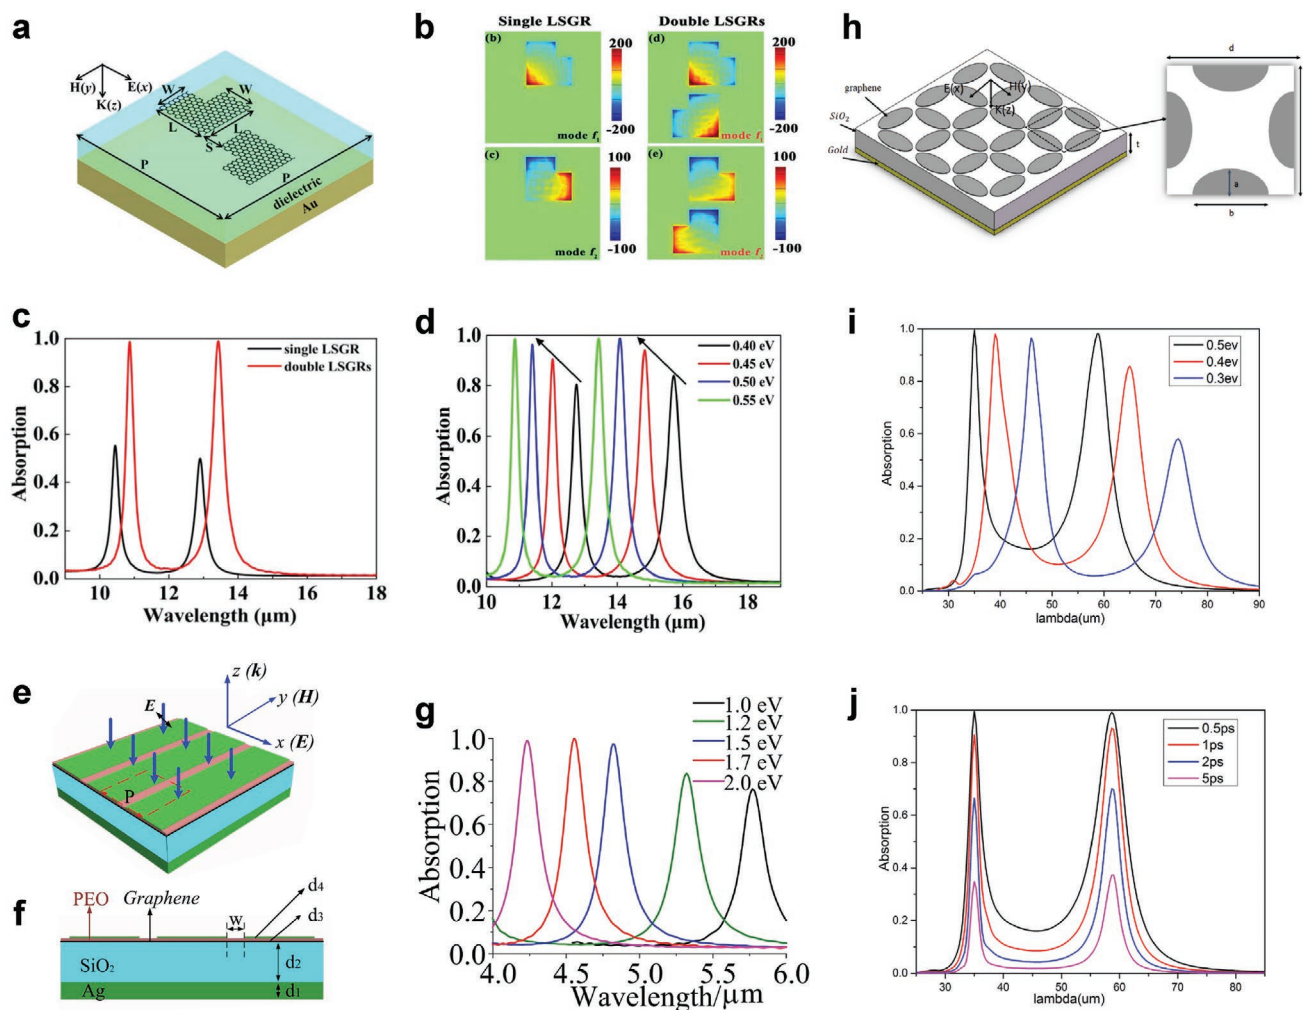 a
H(y)
E(x)
K(z)
W
W
L
L
S
P
P
dielectric
Au
b
Single LSGR
Double LSGRs
(b)
mode f1
200
-200
(d)
mode f1
200
-200
(c)
mode f2
100
-100
(e)
mode f2
100
-100
h
graphene
SiO2
Gold
E(x)
H(y)
K(z)
t
d
a
b
c
Absorption
1.0
0.8
0.6
0.4
0.2
0.0
single LSGR
double LSGRs
10 12 14 16 18
Wavelength (μm)
d
Absorption
1.0
0.8
0.6
0.4
0.2
0.0
0.40 eV
0.45 eV
0.50 eV
0.55 eV
10 12 14 16 18
Wavelength (μm)
i
Absorption
1.0
0.8
0.6
0.4
0.2
0.0
0.5ev
0.4ev
0.3ev
30 40 50 60 70 80 90
lambda(um)
e
E
z (k)
y (H)
x (E)
P
f
PEO
Graphene
w
d4
d3
SiO2
d2
Ag
d1
g
Absorption
1.0
0.8
0.6
0.4
0.2
0.0
1.0 eV
1.2 eV
1.5 eV
1.7 eV
2.0 eV
4.0 4.5 5.0 5.5 6.0
Wavelength/μm
j
Absorption
1.0
0.8
0.6
0.4
0.2
0.0
0.5ps
1ps
2ps
5ps
30 40 50 60 70 80
lambda(um)